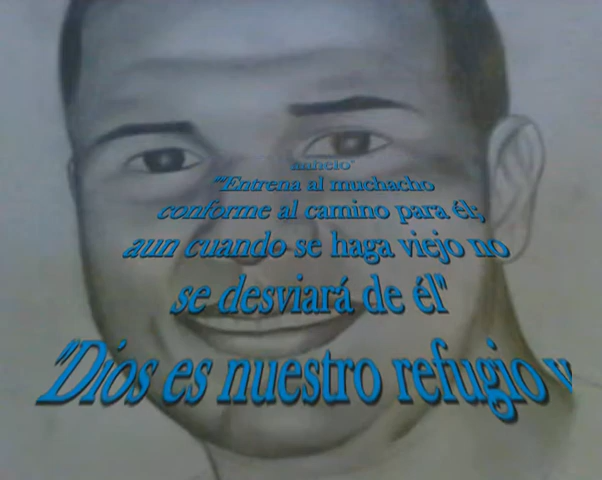 anhelo"
"Entrena al muchacho
conforme al camino para él;
aun cuando se haga viejo no
se desviará de él"
"Dios es nuestro refugio y